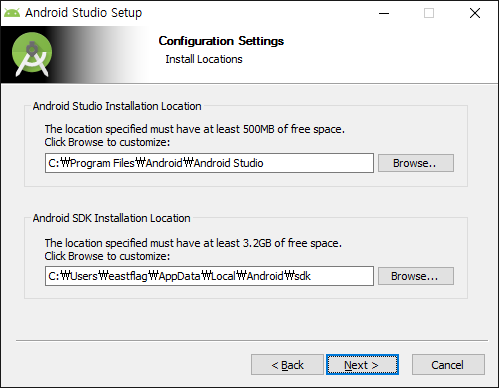 Android Studio Setup
Configuration Settings
Install Locations
Android Studio Installation Location
The location specified must have at least 500MB of free space.
Click Browse to customize:
C:₩Program Files₩Android₩Android Studio
Browse..
Android SDK Installation Location
The location specified must have at least 3.2GB of free space.
Click Browse to customize:
C:₩Users₩eastflag₩AppData₩Local₩Android₩sdk
Browse...
< Back
Next >
Cancel